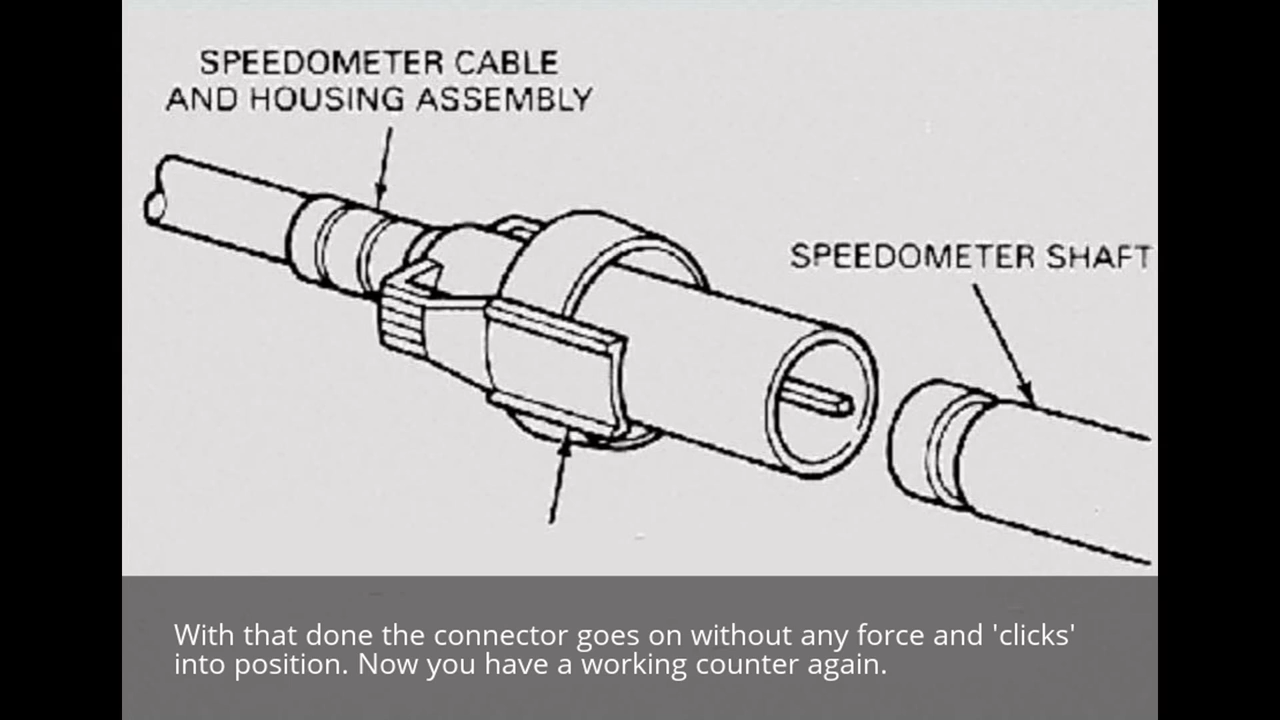 SPEEDOMETER CABLE
AND HOUSING ASSEMBLY
SPEEDOMETER SHAFT
With that done the connector goes on without any force and 'clicks'
into position. Now you have a working counter again.